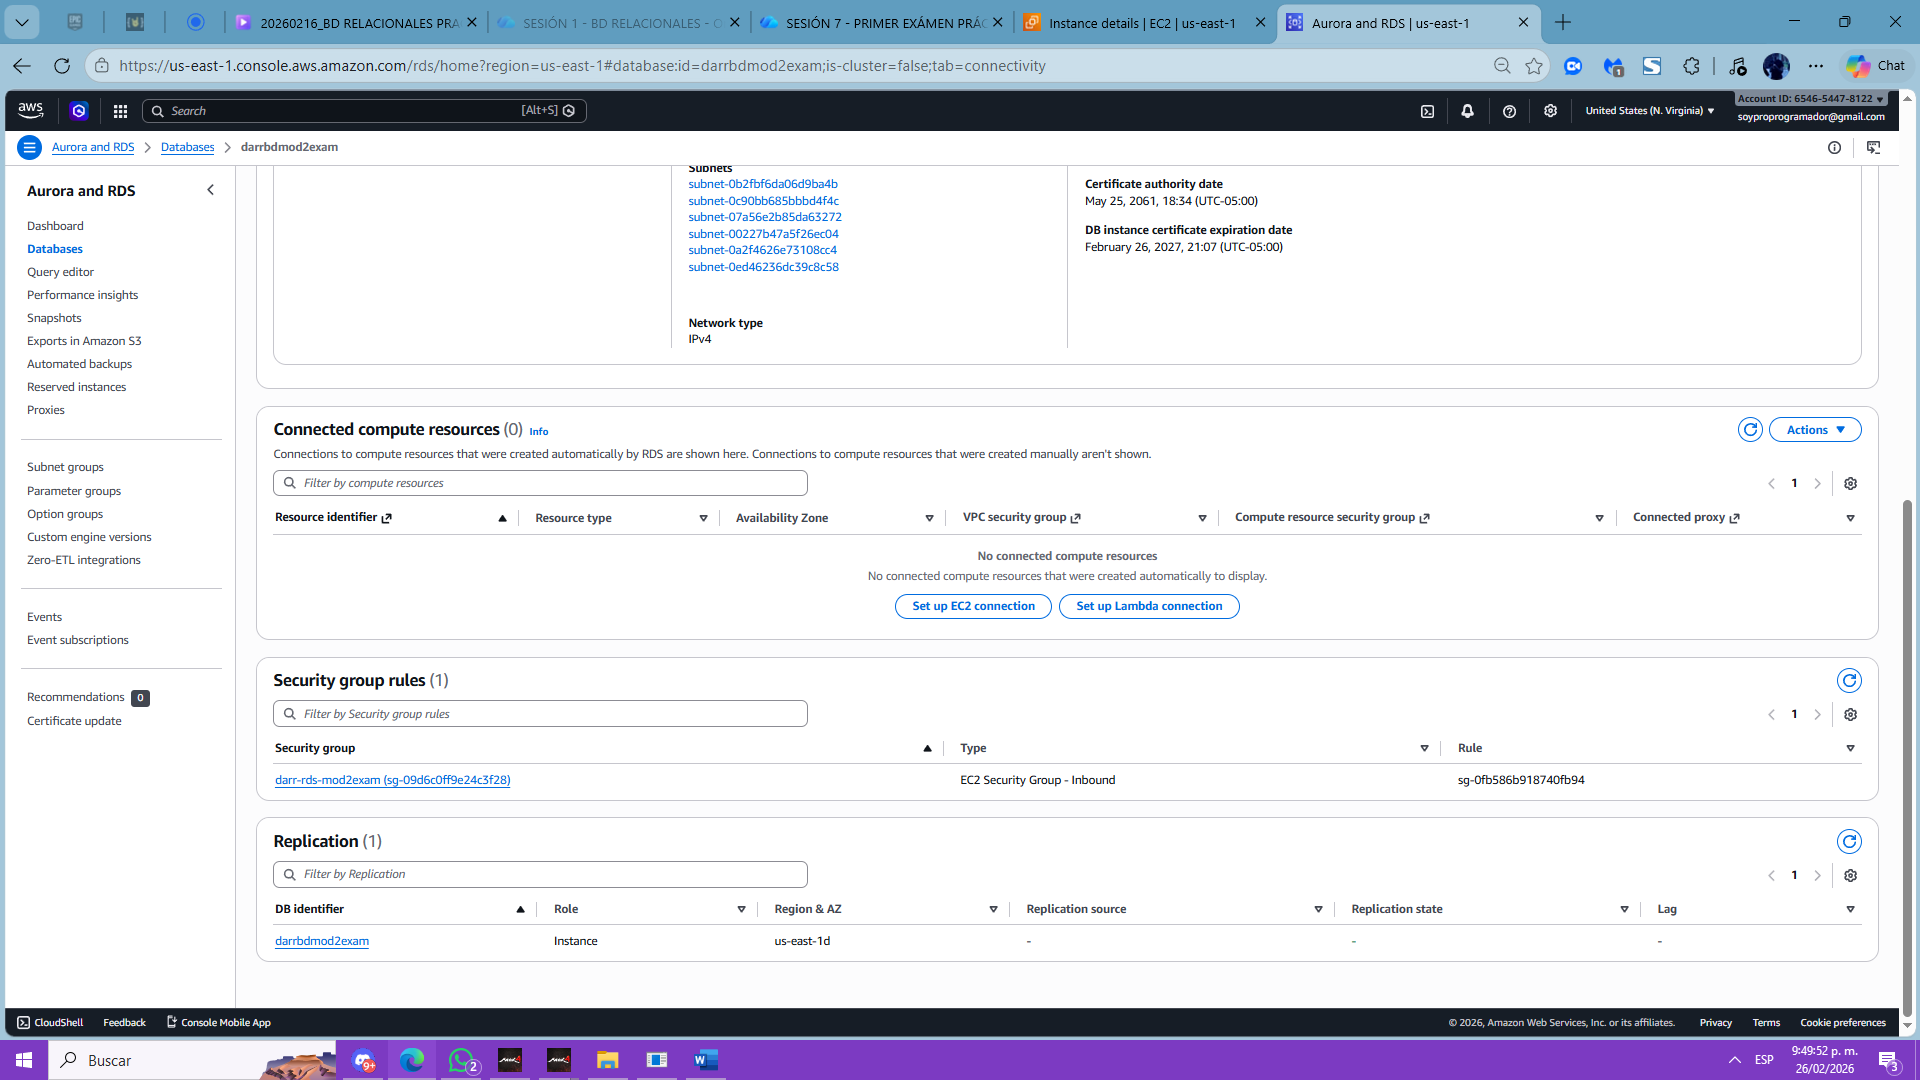 20260216_BD RELACIONALES PRA
SESIÓN 1 - BD RELACIONALES - C
SESIÓN 7 - PRIMER EXÁMEN PRÁC
Instance details | EC2 | us-east-1
Aurora and RDS | us-east-1
https://us-east-1.console.aws.amazon.com/rds/home?region=us-east-1#database:id=darrbdmod2exam;is-cluster=false;tab=connectivity
1
Chat
aws
Search
[Alt+S]
United States (N. Virginia)
Account ID: 6546-5447-8122
soyproprogramador@gmail.com
Aurora and RDS
Databases
darrbdmod2exam
Aurora and RDS
Dashboard
Databases
Query editor
Performance insights
Snapshots
Exports in Amazon S3
Automated backups
Reserved instances
Proxies
Subnet groups
Parameter groups
Option groups
Custom engine versions
Zero-ETL integrations
Events
Event subscriptions
Recommendations 0
Certificate update
Subnets
subnet-0b2fbf6da06d9ba4b
subnet-0c90bb685bbbd4f4c
subnet-07a56e2b85da63272
subnet-00227b47a5f26ec04
subnet-0a2f4626e73108cc4
subnet-0ed46236dc39c8c58
Network type
IPv4
Certificate authority date
May 25, 2061, 18:34 (UTC-05:00)
DB instance certificate expiration date
February 26, 2027, 21:07 (UTC-05:00)
Connected compute resources (0) Info
Actions
Connections to compute resources that were created automatically by RDS are shown here. Connections to compute resources that were created manually aren't shown.
Filter by compute resources
1
Resource identifier
Resource type
Availability Zone
VPC security group
Compute resource security group
Connected proxy
No connected compute resources
No connected compute resources that were created automatically to display.
Set up EC2 connection
Set up Lambda connection
Security group rules (1)
Filter by Security group rules
1
Security group
Type
Rule
darr-rds-mod2exam (sg-09d6c0ff9e24c3f28)
EC2 Security Group - Inbound
sg-0fb586b918740fb94
Replication (1)
Filter by Replication
1
DB identifier
Role
Region & AZ
Replication source
Replication state
Lag
darrbdmod2exam
Instance
us-east-1d
-
-
-
CloudShell
Feedback
Console Mobile App
© 2026, Amazon Web Services, Inc. or its affiliates.
Privacy
Terms
Cookie preferences
Buscar
9+
2
ESP
9:49:52 p. m.
26/02/2026
3